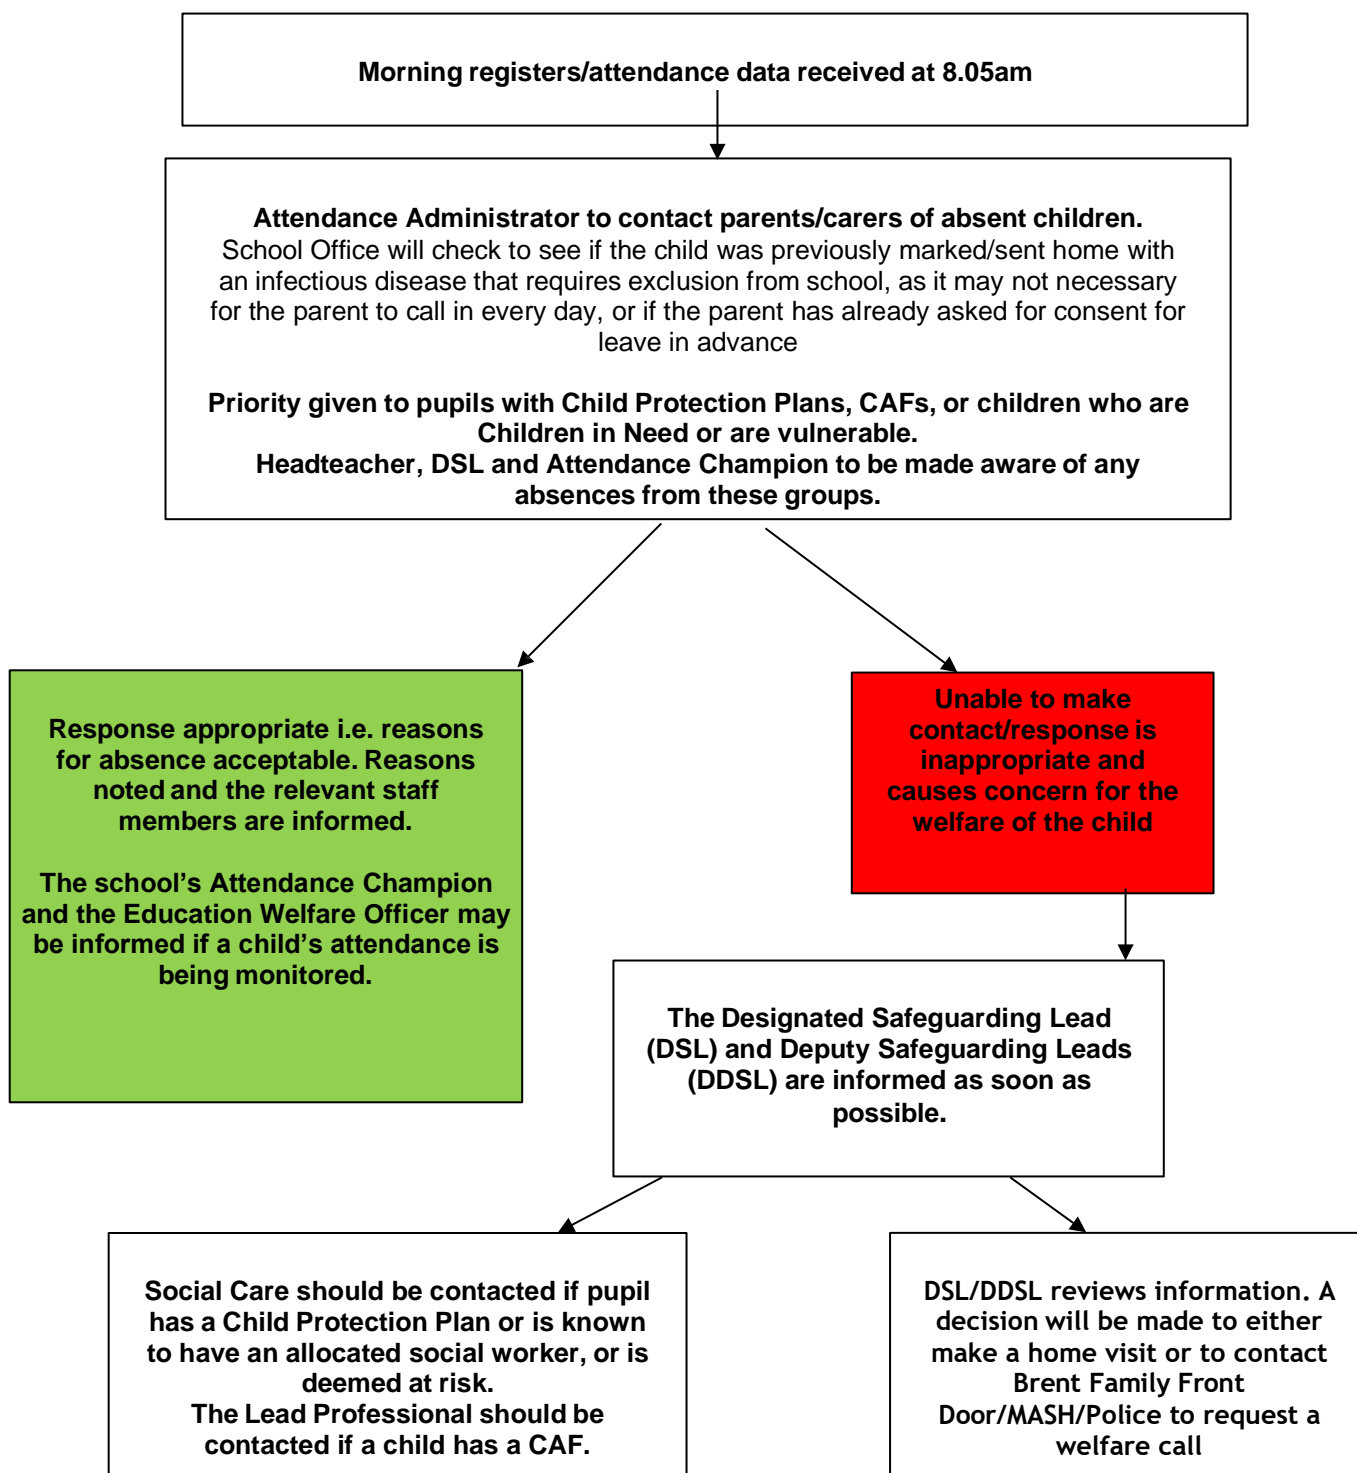 Morning registers/attendance data received at 8.05am
Attendance Administrator to contact parents/carers of absent children.
School Office will check to see if the child was previously marked/sent home with
an infectious disease that requires exclusion from school, as it may not necessary
for the parent to call in every day, or if the parent has already asked for consent for
leave in advance
Priority given to pupils with Child Protection Plans, CAFs, or children who are
Children in Need or are vulnerable.
Headteacher, DSL and Attendance Champion to be made aware of any
absences from these groups.
Response appropriate i.e. reasons
for absence acceptable. Reasons
noted and the relevant staff
members are informed.
The school’s Attendance Champion
and the Education Welfare Officer may
be informed if a child’s attendance is
being monitored.
Unable to make
contact/response is
inappropriate and
causes concern for the
welfare of the child
The Designated Safeguarding Lead
(DSL) and Deputy Safeguarding Leads
(DDSL) are informed as soon as
possible.
Social Care should be contacted if pupil
has a Child Protection Plan or is known
to have an allocated social worker, or is
deemed at risk.
The Lead Professional should be
contacted if a child has a CAF.
DSL/DDSL reviews information. A
decision will be made to either
make a home visit or to contact
Brent Family Front
Door/MASH/Police to request a
welfare call